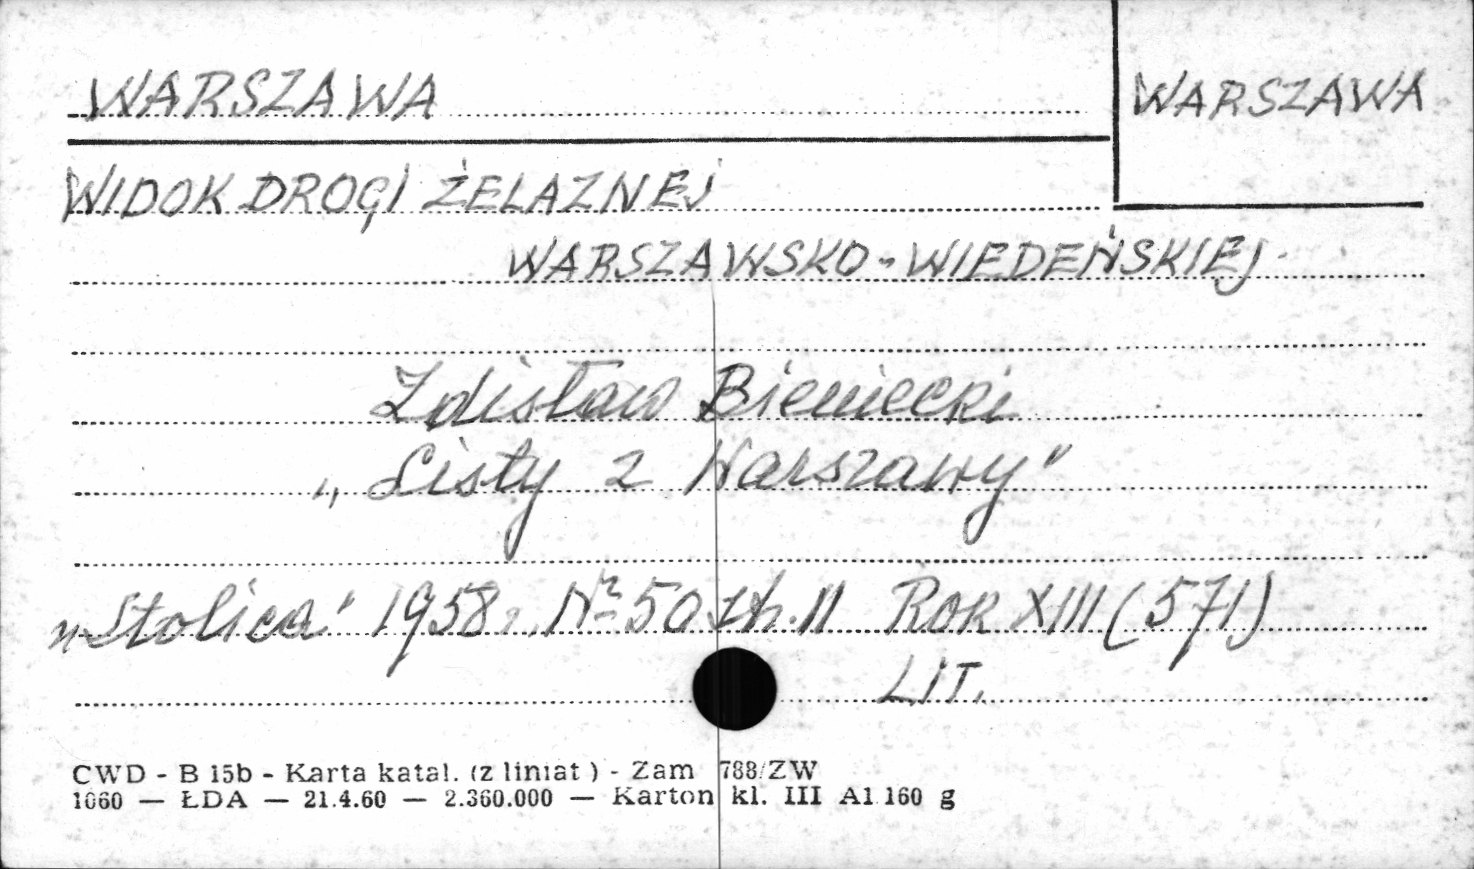 WARSZAWA
WARSZAWA
WIDOK DROGI ŻELAZNEJ
WARSZAWSKO-WIEDEŃSKIEJ
Zdisław Bieniecki
„Listy z Warszawy"
„Stolica" 1958r. Nr 50 str. 11 Rok XIII (571)
LIT.
CWD - B 15b - Karta katal. (z liniat) - Zam 788/ZW
1060 — ŁDA — 21.4.60 — 2.360.000 — Karton kl. III A1 160 g